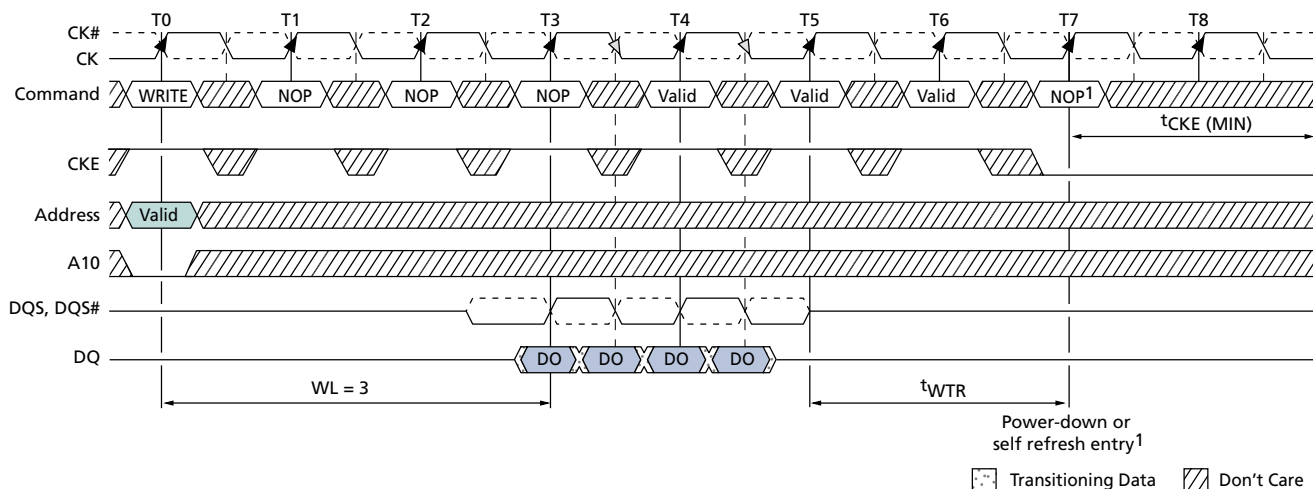 T0 T1 T2 T3 T4 T5 T6 T7 T8
CK#
CK
Command WRITE NOP NOP NOP Valid Valid Valid NOP1
tCKE (MIN)
CKE
Address Valid
A10
DQS, DQS#
DQ DO DO DO DO
WL = 3 tWTR
Power-down or
self refresh entry1
Transitioning Data Don't Care